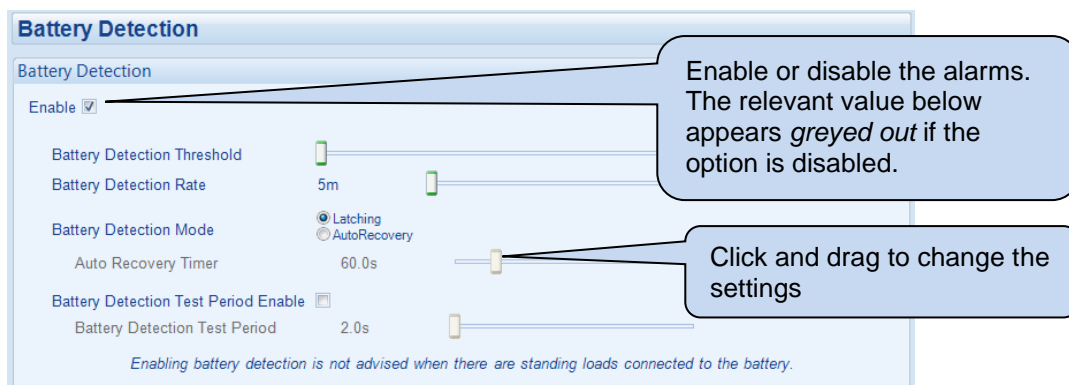 Battery Detection
Battery Detection
Enable
Enable or disable the alarms.
The relevant value below
appears greyed out if the
option is disabled.
Battery Detection Threshold
Battery Detection Rate 5m
Battery Detection Mode
Latching
AutoRecovery
Auto Recovery Timer 60.0s
Click and drag to change the
settings
Battery Detection Test Period Enable
Battery Detection Test Period 2.0s
Enabling battery detection is not advised when there are standing loads connected to the battery.